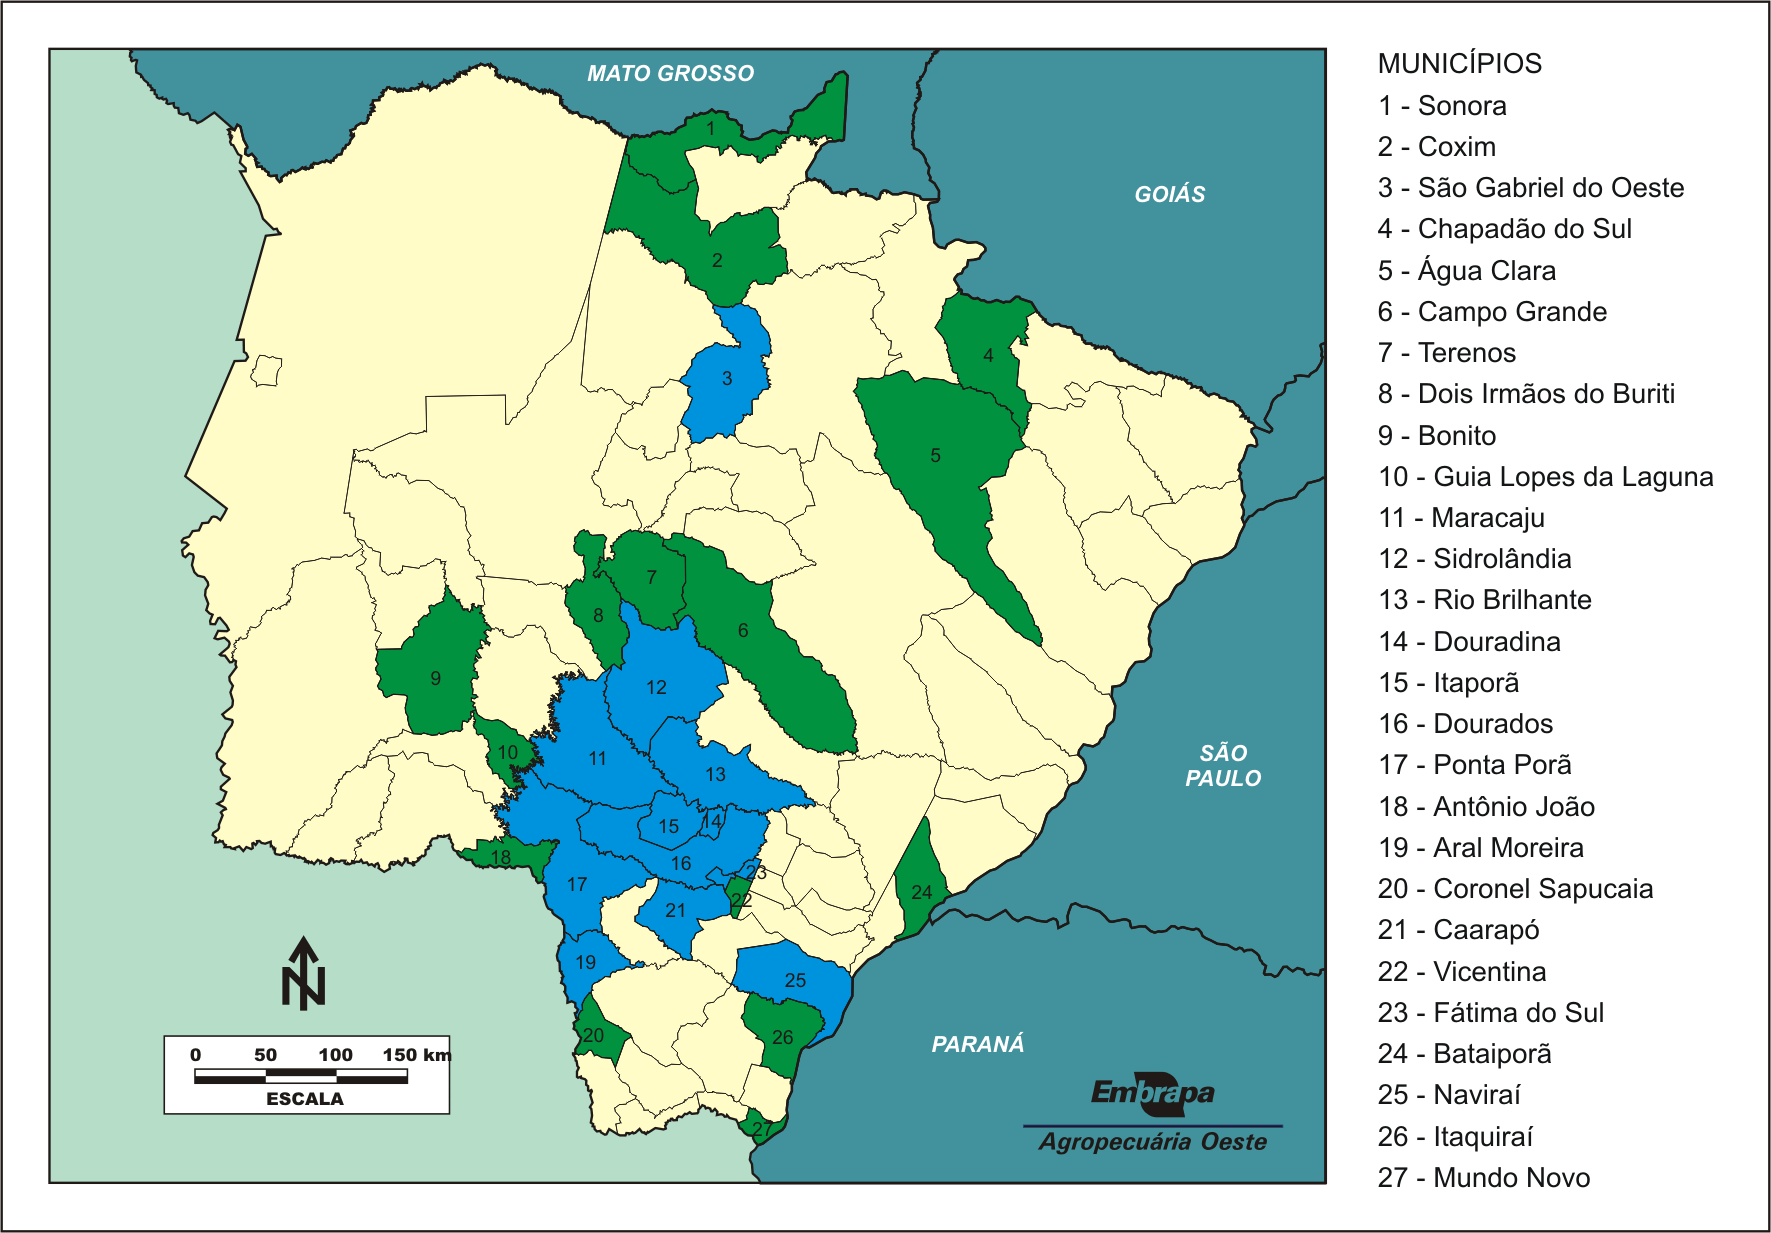 MATO GROSSO
GOIÁS
SÃO
PAULO
PARANÁ
1
2
3
4
5
6
7
8
9
10
11
12
13
14
15
16
17
18
19
20
21
22
23
24
25
26
27
N
0 50 100 150 km
ESCALA
Embrapa
Agropecuária Oeste
MUNICÍPIOS
1 - Sonora
2 - Coxim
3 - São Gabriel do Oeste
4 - Chapadão do Sul
5 - Água Clara
6 - Campo Grande
7 - Terenos
8 - Dois Irmãos do Buriti
9 - Bonito
10 - Guia Lopes da Laguna
11 - Maracaju
12 - Sidrolândia
13 - Rio Brilhante
14 - Douradina
15 - Itaporã
16 - Dourados
17 - Ponta Porã
18 - Antônio João
19 - Aral Moreira
20 - Coronel Sapucaia
21 - Caarapó
22 - Vicentina
23 - Fátima do Sul
24 - Bataiporã
25 - Naviraí
26 - Itaquiraí
27 - Mundo Novo